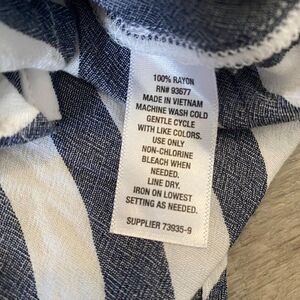 100% RAYON
RN# 93677
MADE IN VIETNAM
MACHINE WASH COLD
GENTLE CYCLE
WITH LIKE COLORS.
USE ONLY
NON-CHLORINE
BLEACH WHEN
NEEDED.
LINE DRY.
IRON ON LOWEST
SETTING AS NEEDED.
SUPPLIER 73935-9